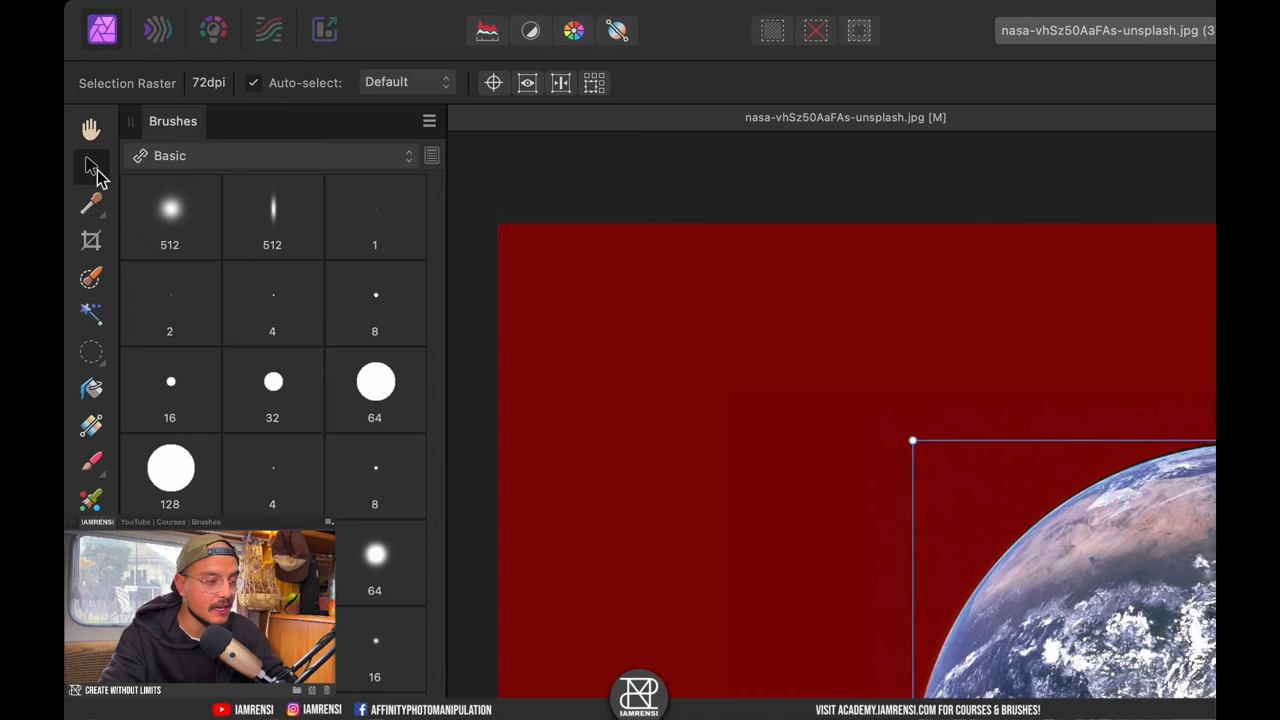 nasa-vhSz50AaFAs-unsplash.jpg (3
Selection Raster 72dpi Auto-select: Default
Brushes
nasa-vhSz50AaFAs-unsplash.jpg [M]
Basic
512 512 1
2 4 8
16 32 64
128 4 8
IAMRENSI YouTube | Courses | Brushes
64
16
CREATE WITHOUT LIMITS
IAMRENSI
IAMRENSI IAMRENSI AFFINITYPHOTOMANIPULATION VISIT ACADEMY.IAMRENSI.COM FOR COURSES & BRUSHES!